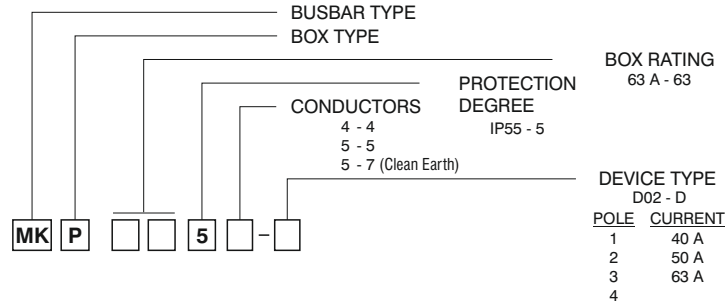 BUSBAR TYPE
BOX TYPE
BOX RATING
63 A - 63
PROTECTION
DEGREE
IP55 - 5
CONDUCTORS
4 - 4
5 - 5
5 - 7 (Clean Earth)
DEVICE TYPE
D02 - D
POLE CURRENT
1 40 A
2 50 A
3 63 A
4
MK P 5 -